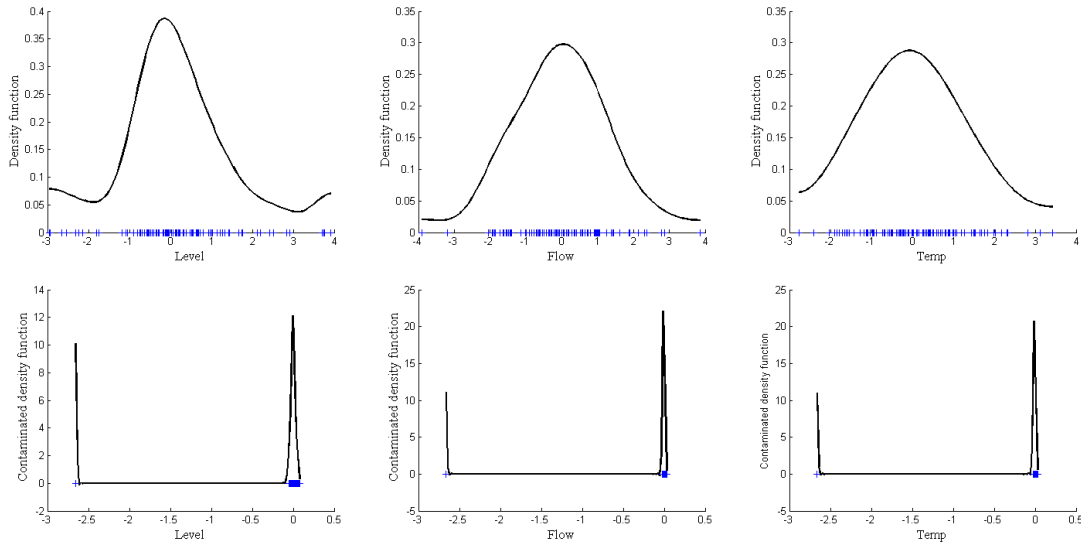 0.4
0.35
0.3
0.25
0.2
0.15
0.1
0.05
0
Density function
-3 -2 -1 0 1 2 3 4
Level
0.35
0.3
0.25
0.2
0.15
0.1
0.05
0
Density function
-4 -3 -2 -1 0 1 2 3 4
Flow
0.35
0.3
0.25
0.2
0.15
0.1
0.05
0
Density function
-3 -2 -1 0 1 2 3 4
Temp
14
12
10
8
6
4
2
0
-2
Contaminated density function
-3 -2.5 -2 -1.5 -1 -0.5 0 0.5
Level
25
20
15
10
5
0
-5
Contaminated density function
-3 -2.5 -2 -1.5 -1 -0.5 0 0.5
Flow
25
20
15
10
5
0
-5
Contaminated density function
-3 -2.5 -2 -1.5 -1 -0.5 0 0.5
Temp